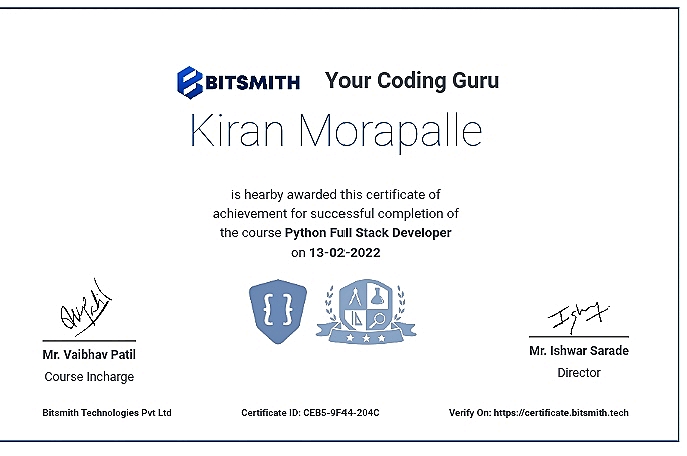 BITSMITH Your Coding Guru
Kiran Morapalle
is hearby awarded this certificate of
achievement for successful completion of
the course Python Full Stack Developer
on 13-02-2022
Mr. Vaibhav Patil
Course Incharge
Mr. Ishwar Sarade
Director
Bitsmith Technologies Pvt Ltd
Certificate ID: CEB5-9F44-204C
Verify On: https://certificate.bitsmith.tech